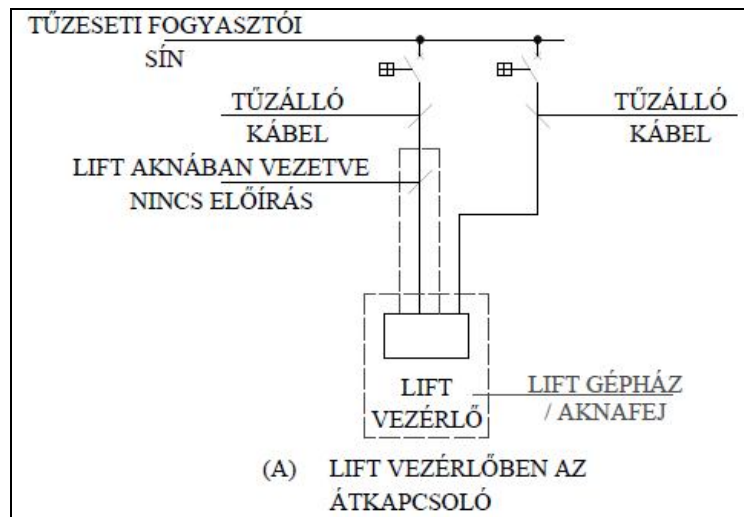 TŰZESETI FOGYASZTÓI
SÍN
TŰZÁLLÓ
KÁBEL
TŰZÁLLÓ
KÁBEL
LIFT AKNÁBAN VEZETVE
NINCS ELŐÍRÁS
LIFT
VEZÉRLŐ
LIFT GÉPHÁZ
/ AKNAFEJ
(A) LIFT VEZÉRLŐBEN AZ
ÁTKAPCSOLÓ